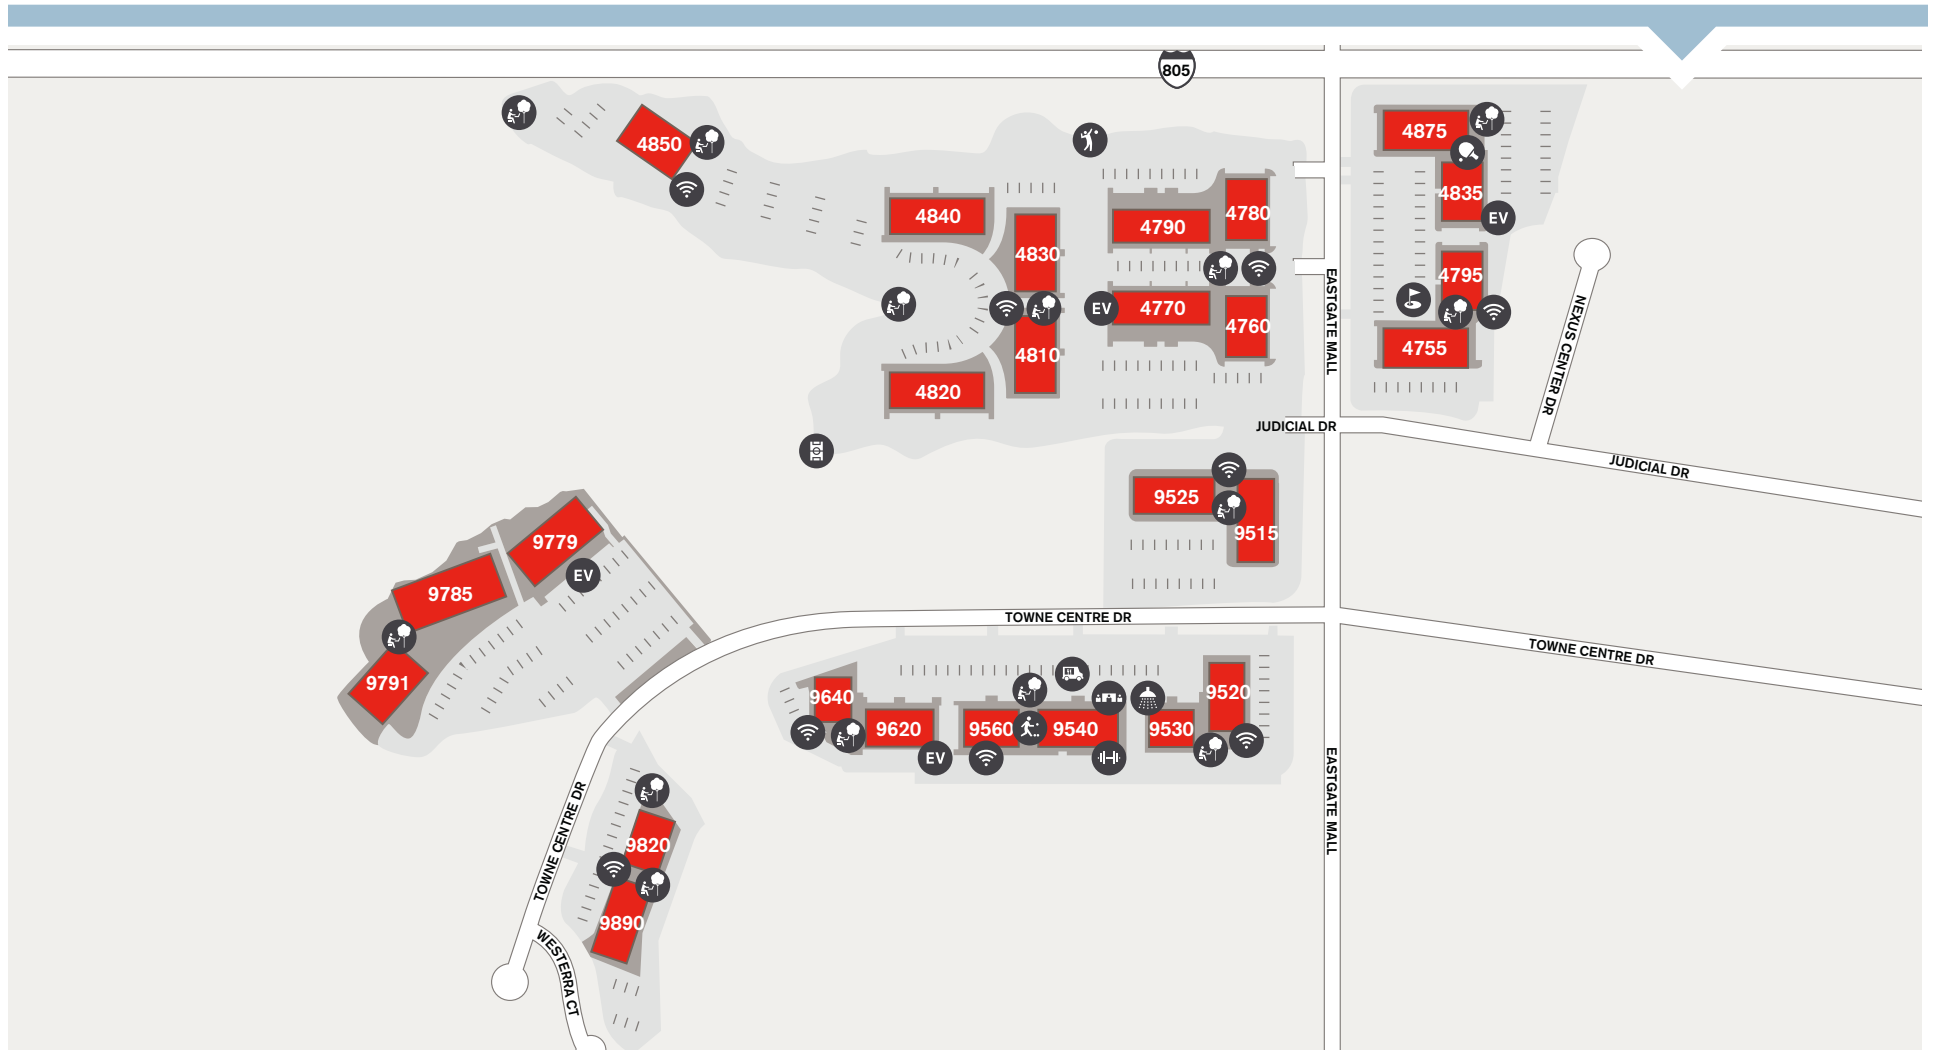 805
4850
4875
4835
EV
4840
4830
4790
4780
4795
EASTGATE MALL
NEXUS CENTER DR
EV
4770
4760
4810
4755
4820
JUDICIAL DR
JUDICIAL DR
9525
9515
9779
EV
9785
9791
TOWNE CENTRE DR
TOWNE CENTRE DR
9640
9620
9560
9540
9530
9520
EV
EASTGATE MALL
TOWNE CENTRE DR
9820
9890
WESTERRA CT